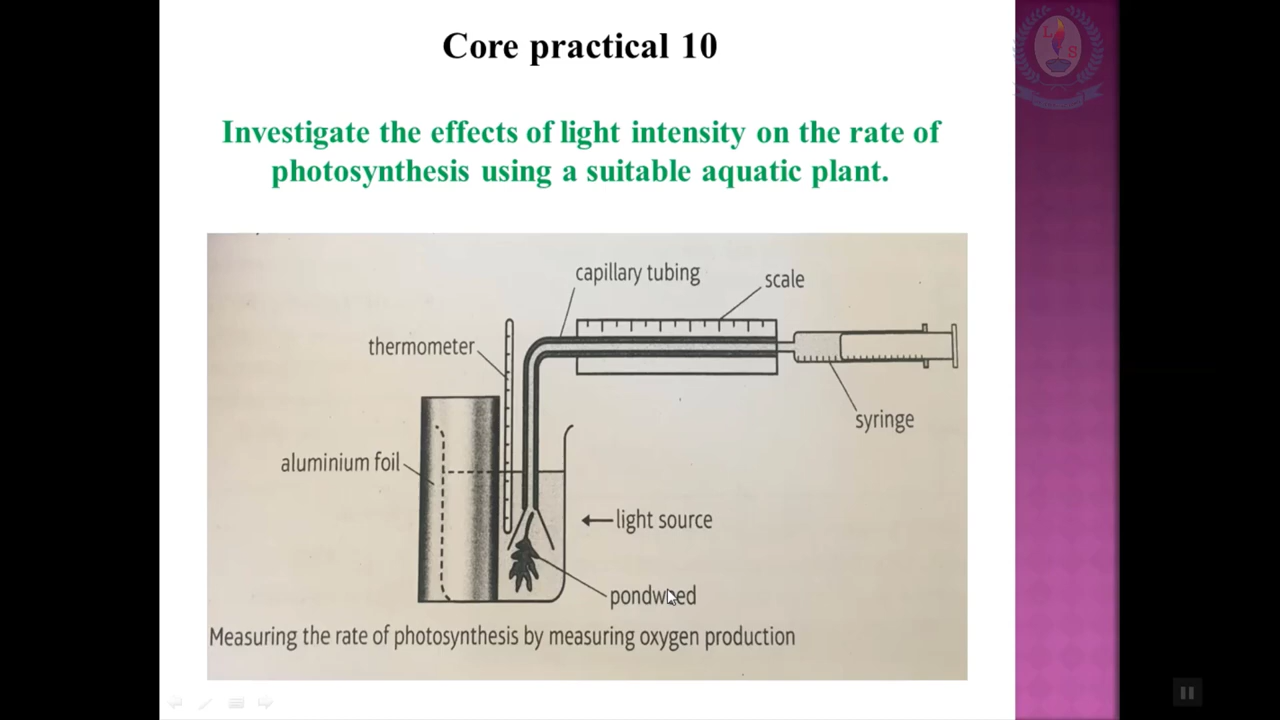 Core practical 10
Investigate the effects of light intensity on the rate of
photosynthesis using a suitable aquatic plant.
capillary tubing
scale
thermometer
syringe
aluminium foil
light source
pondweed
Measuring the rate of photosynthesis by measuring oxygen production
L
S